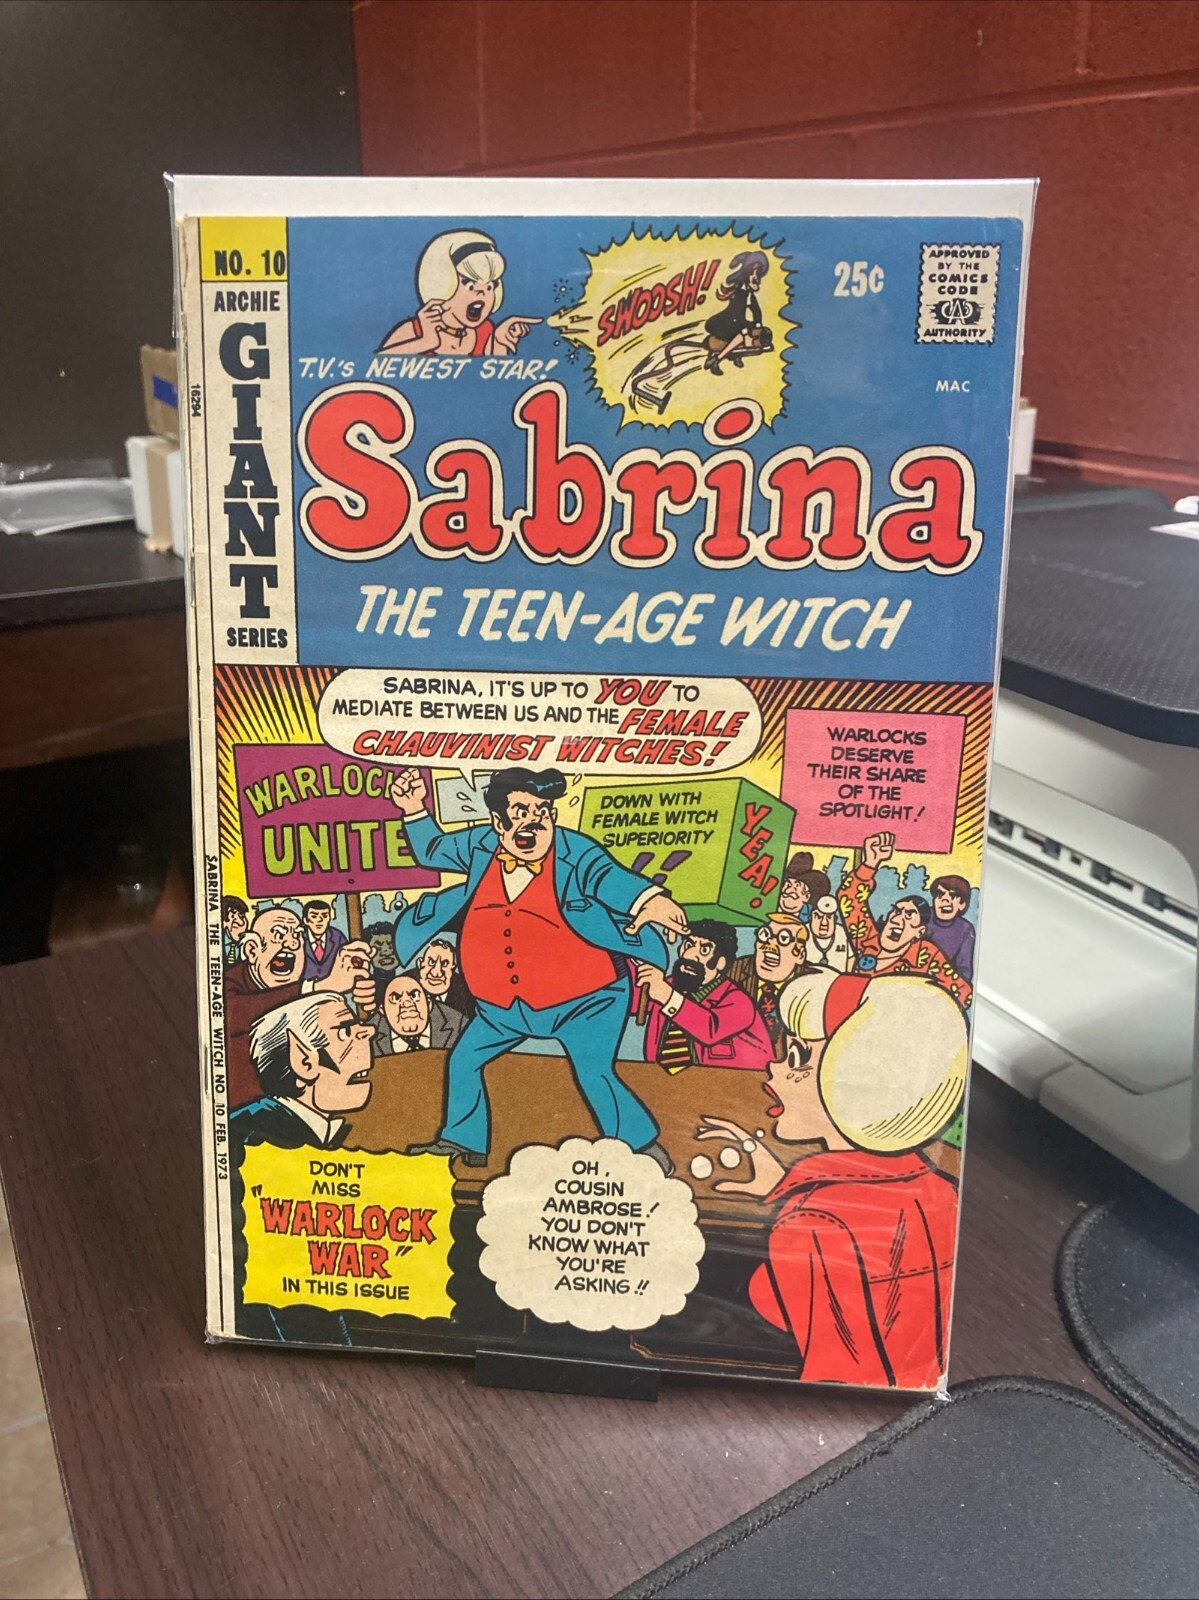 NO. 10
ARCHIE
GIANT
SERIES
16294
T.V.'s NEWEST STAR!
SWOOSH!
25¢
APPROVED
BY THE
COMICS
CODE
CA
AUTHORITY
MAC
Sabrina
THE TEEN-AGE WITCH
SABRINA, IT'S UP TO YOU TO
MEDIATE BETWEEN US AND THE FEMALE
CHAUVINIST WITCHES!
WARLOCK
UNITE
DOWN WITH
FEMALE WITCH
SUPERIORITY
!!
YEA!
WARLOCKS
DESERVE
THEIR SHARE
OF THE
SPOTLIGHT!
SABRINA THE TEEN-AGE WITCH NO 10 FEB. 1973
DON'T
MISS
"WARLOCK
WAR"
IN THIS ISSUE
OH,
COUSIN
AMBROSE!
YOU DON'T
KNOW WHAT
YOU'RE
ASKING!!